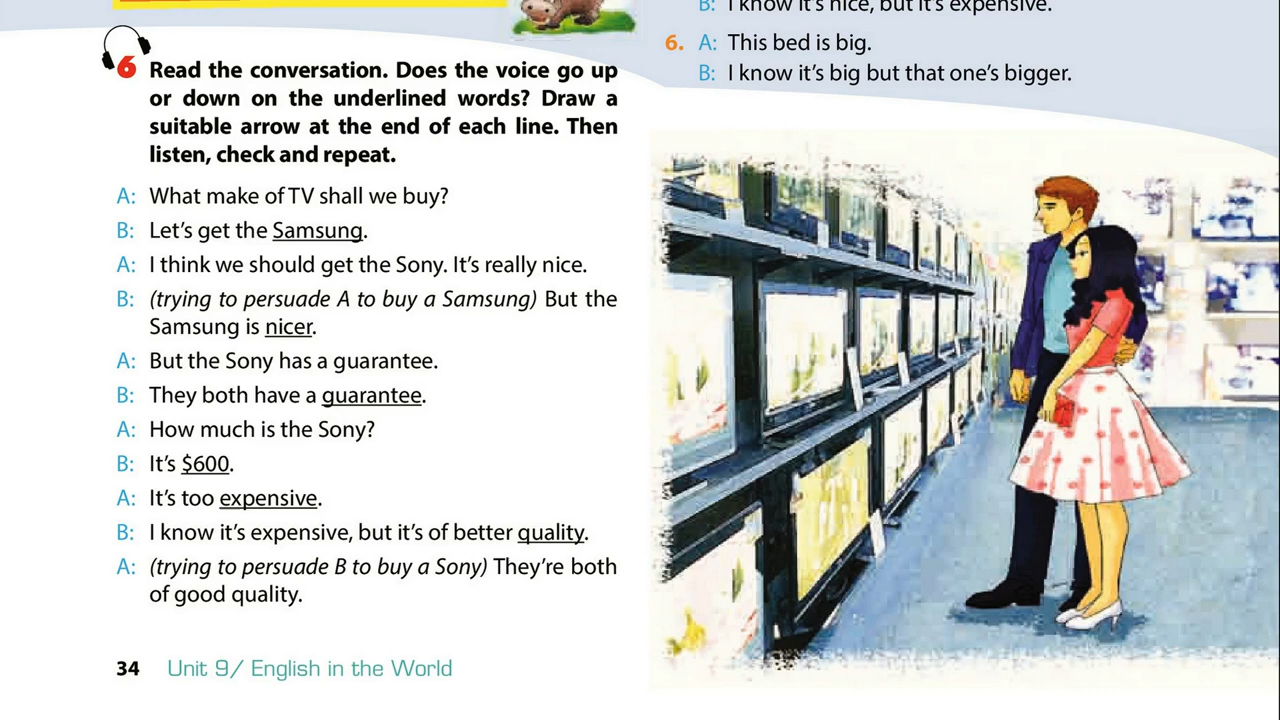 6 Read the conversation. Does the voice go up
or down on the underlined words? Draw a
suitable arrow at the end of each line. Then
listen, check and repeat.
A: What make of TV shall we buy?
B: Let's get the Samsung.
A: I think we should get the Sony. It's really nice.
B: (trying to persuade A to buy a Samsung) But the
Samsung is nicer.
A: But the Sony has a guarantee.
B: They both have a guarantee.
A: How much is the Sony?
B: It's $600.
A: It's too expensive.
B: I know it's expensive, but it's of better quality.
A: (trying to persuade B to buy a Sony) They're both
of good quality.
34 Unit 9/ English in the World
B: I know it's nice, but it's expensive.
6. A: This bed is big.
B: I know it's big but that one's bigger.